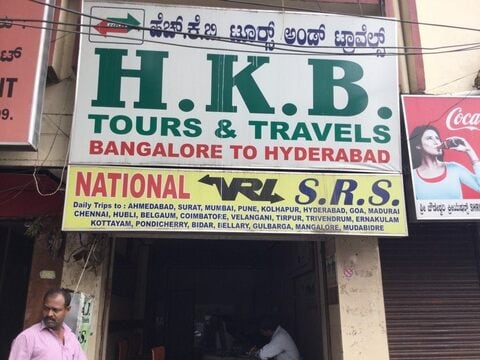 ಹೆಚ್.ಕೆ.ಬಿ ಟೂರ್ಸ್ ಅಂಡ್ ಟ್ರಾವೆಲ್ಸ್
H.K.B.
TOURS & TRAVELS
BANGALORE TO HYDERABAD
NATIONAL VRL S.R.S.
Daily Trips to : AHMEDABAD, SURAT, MUMBAI, PUNE, KOLHAPUR, HYDERABAD, GOA, MADURAI
CHENNAI, HUBLI, BELGAUM, COIMBATORE, VELANGANI, TIRPUR, TRIVENDRUM, ERNAKULAM
KOTTAYAM, PONDICHERRY, BIDAR, BELLARY, GULBARGA, MANGALORE, MUDABIDRE
Coca